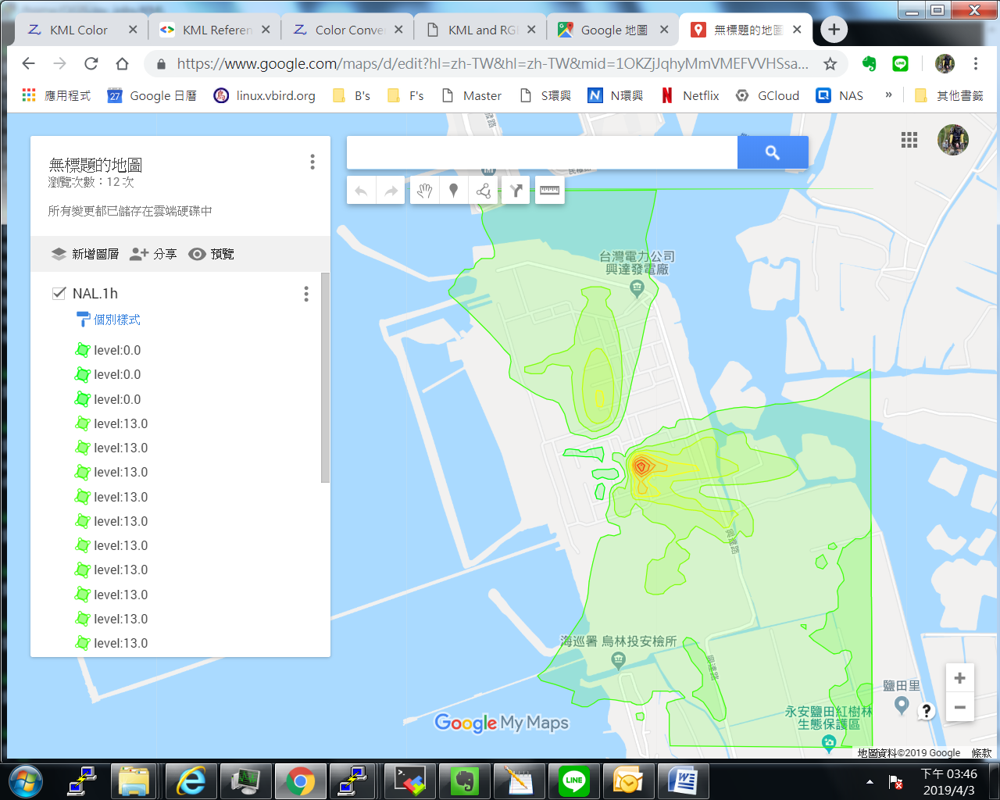 KML Color
KML Referen
Color Conve
KML and RG
Google 地圖
無標題的地圖
https://www.google.com/maps/d/edit?hl=zh-TW&hl=zh-TW&mid=1OKZjJqhyMmVMEFVVHSsa...
應用程式
27
Google 日曆
linux.vbird.org
B's
F's
Master
S環興
N環興
Netflix
GCloud
NAS
»
其他書籤
無標題的地圖
瀏覽次數：12 次
所有變更都已儲存在雲端硬碟中
新增圖層
分享
預覽
NAL.1h
個別樣式
level:0.0
level:0.0
level:0.0
level:13.0
level:13.0
level:13.0
level:13.0
level:13.0
level:13.0
level:13.0
level:13.0
level:13.0
level:13.0
台灣電力公司
興達發電廠
興達路
海巡署 烏林投安檢所
興達路
鹽田里
永安鹽田紅樹林
生態保護區
Google My Maps
+
−
?
地圖資料©2019 Google
條款
LINE
下午 03:46
2019/4/3